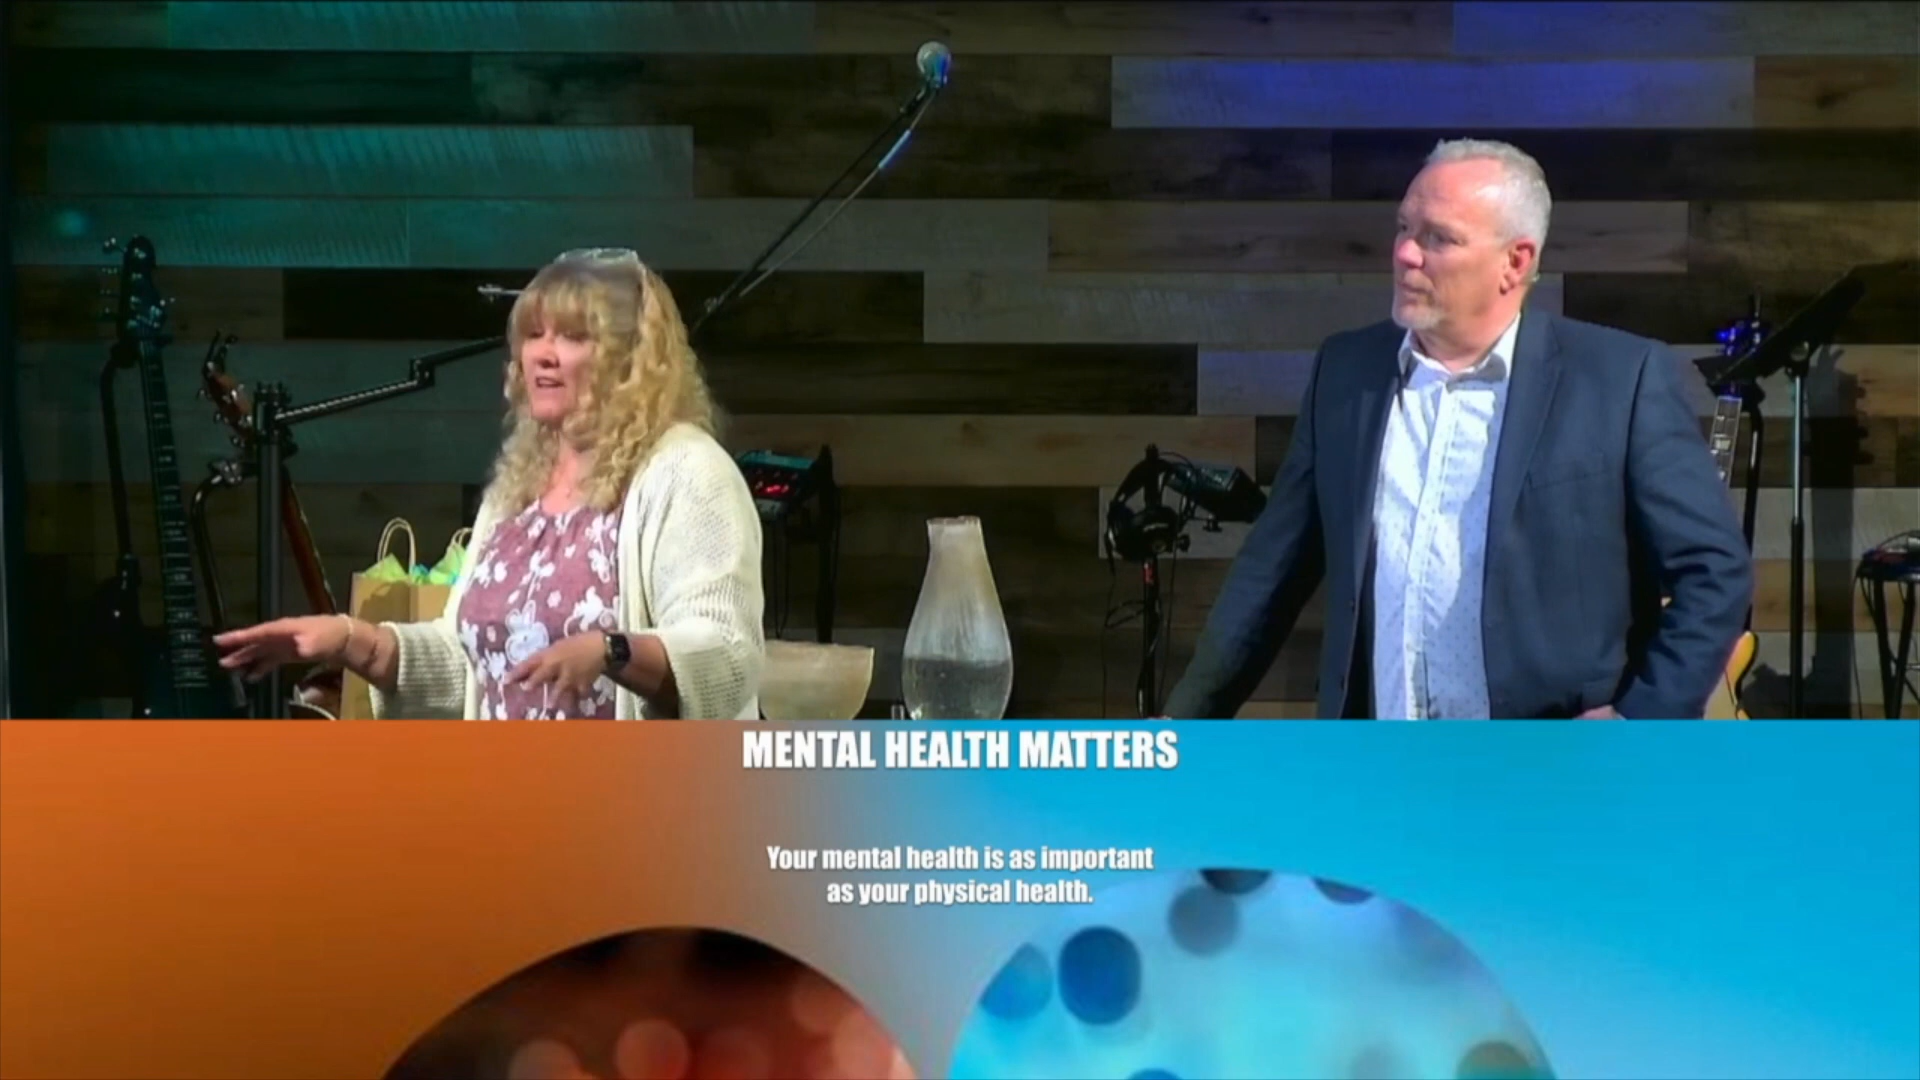 MENTAL HEALTH MATTERS
Your mental health is as important
as your physical health.